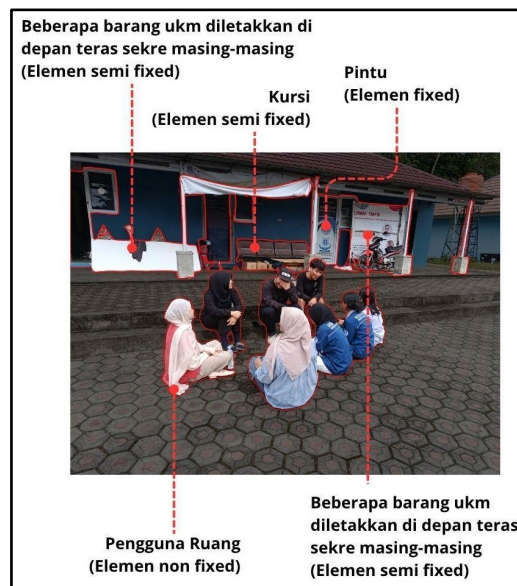 Beberapa barang ukm diletakkan di
depan teras sekre masing-masing
(Elemen semi fixed)
Kursi
(Elemen semi fixed)
Pintu
(Elemen fixed)
Pengguna Ruang
(Elemen non fixed)
Beberapa barang ukm
diletakkan di depan teras
sekre masing-masing
(Elemen semi fixed)